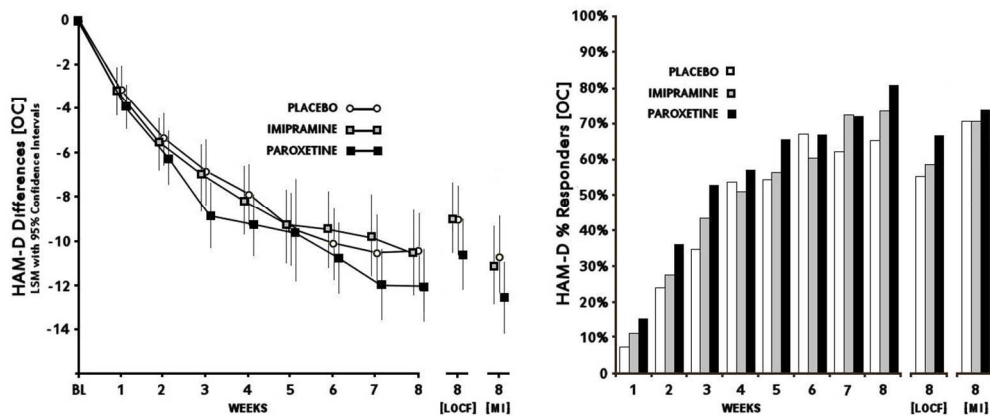 HAM-D Differences [OC]
LSM with 95% Confidence Intervals
0
-2
-4
-6
-8
-10
-12
-14
PLACEBO
IMIPRAMINE
PAROXETINE
BL 1 2 3 4 5 6 7 8 8 8
WEEKS [LOCF] [MI]
HAM-D % Responders [OC]
100%
90%
80%
70%
60%
50%
40%
30%
20%
10%
0
PLACEBO
IMIPRAMINE
PAROXETINE
1 2 3 4 5 6 7 8 8 8
WEEKS [LOCF] [MI]